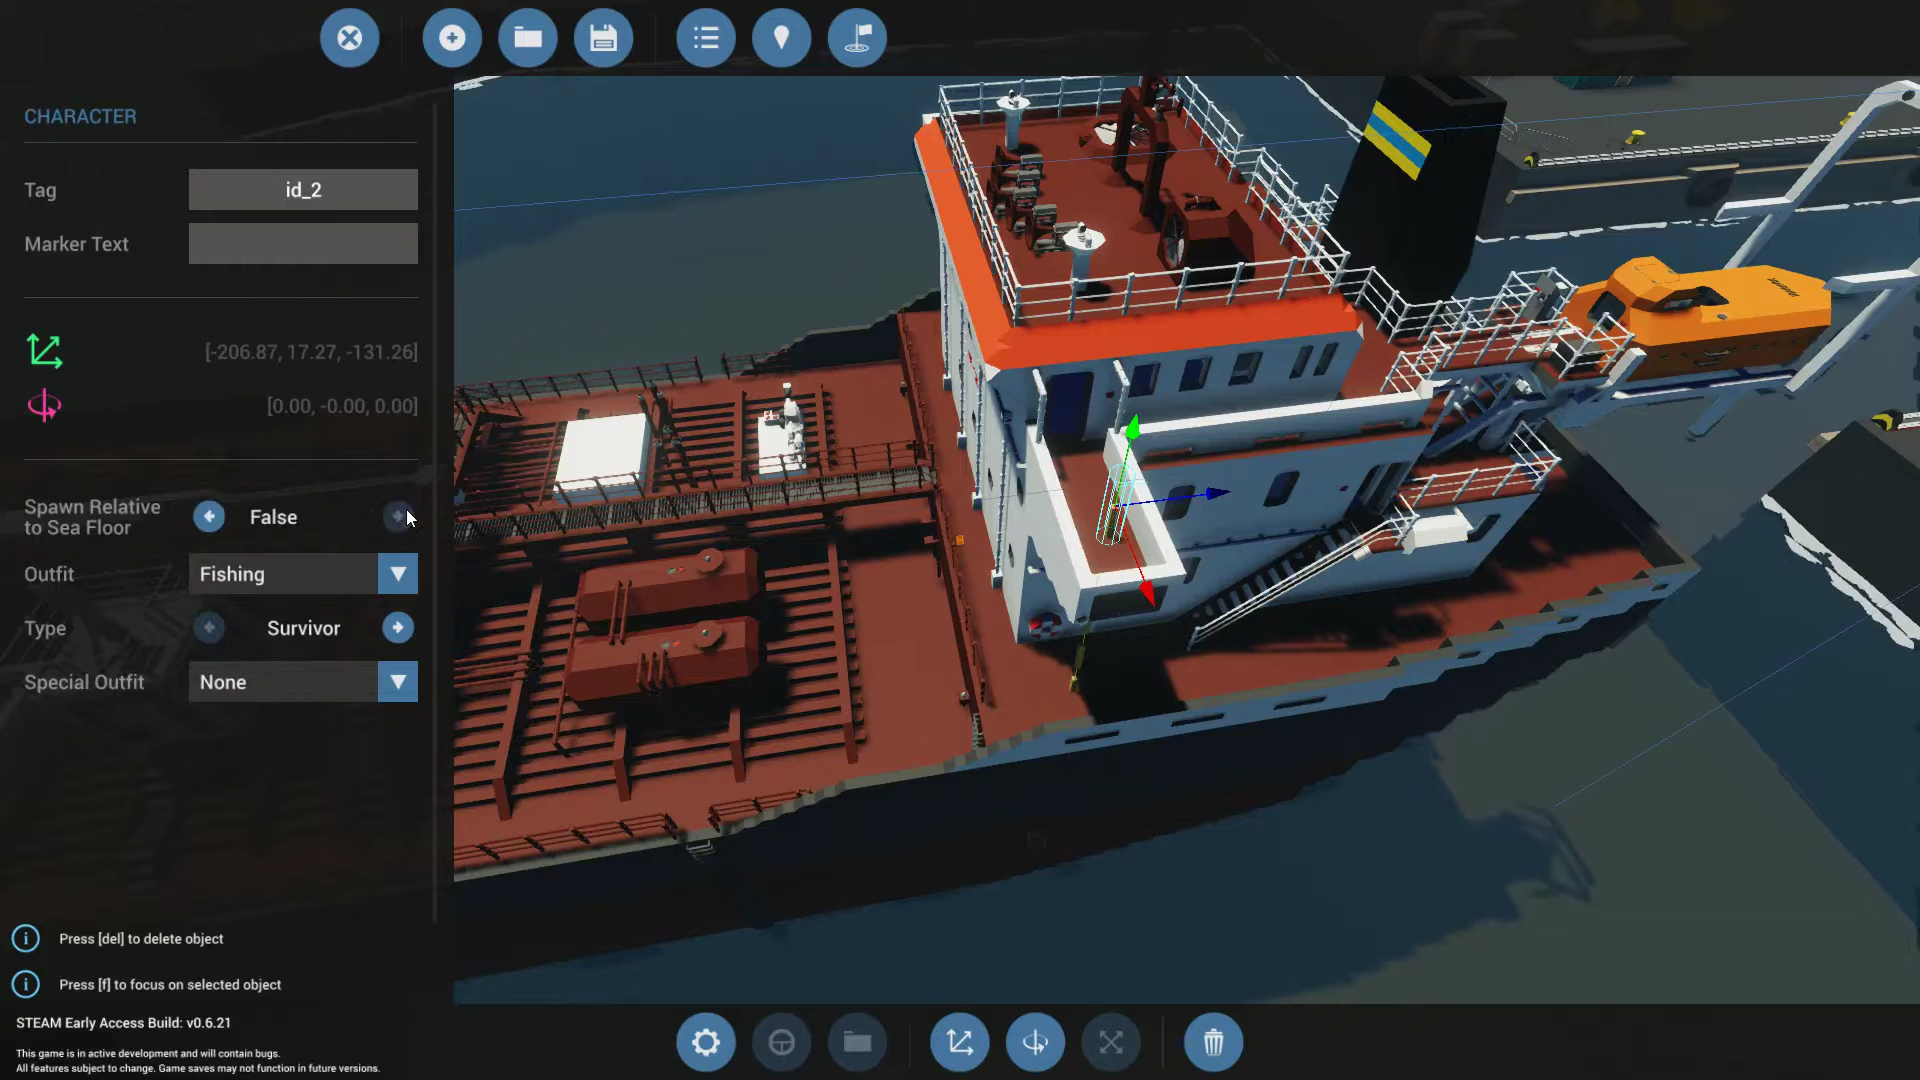 CHARACTER
Tag
id_2
Marker Text
[-206.87, 17.27, -131.26]
[0.00, -0.00, 0.00]
Spawn Relative
to Sea Floor
False
Outfit
Fishing
Type
Survivor
Special Outfit
None
Press [del] to delete object
Press [f] to focus on selected object
STEAM Early Access Build: v0.6.21
This game is in active development and will contain bugs.
All features subject to change. Game saves may not function in future versions.